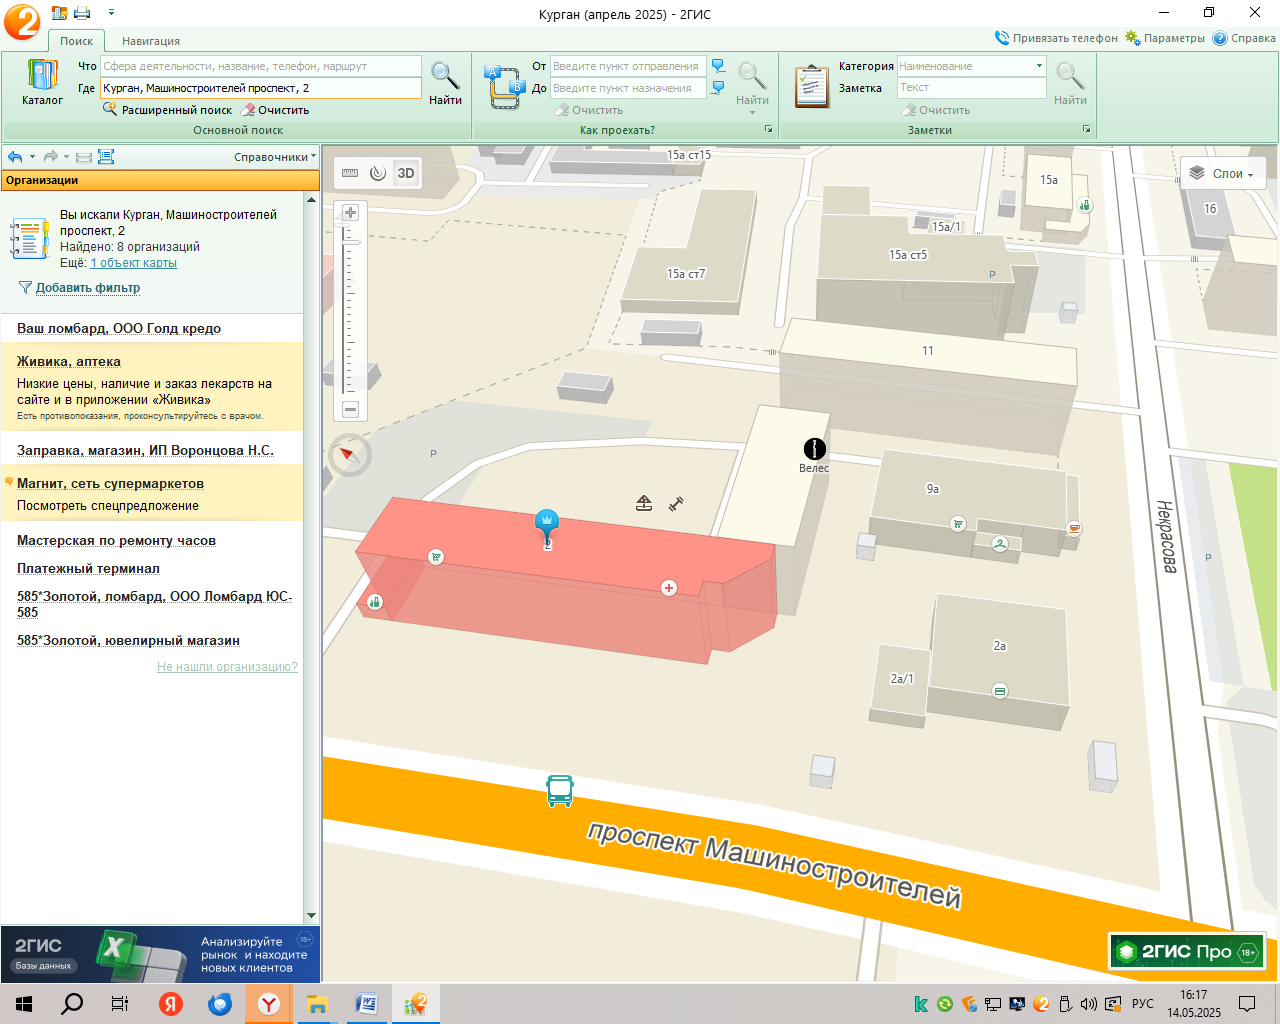 Курган (апрель 2025) - 2ГИС
Поиск
Навигация
Привязать телефон
Параметры
Справка
Каталог
Что
Сфера деятельности, название, телефон, маршрут
Где
Курган, Машиностроителей проспект, 2
Расширенный поиск
Очистить
Найти
Основной поиск
От
Введите пункт отправления
До
Введите пункт назначения
Очистить
Найти
Как проехать?
Категория
Наименование
Заметка
Текст
Очистить
Найти
Заметки
Справочники
Организации
Вы искали Курган, Машиностроителей
проспект, 2
Найдено: 8 организаций
Ещё: 1 объект карты
Добавить фильтр
Ваш ломбард, ООО Голд кредо
Живика, аптека
Низкие цены, наличие и заказ лекарств на
сайте и в приложении «Живика»
Есть противопоказания, проконсультируйтесь с врачом.
Заправка, магазин, ИП Воронцова Н.С.
Магнит, сеть супермаркетов
Посмотреть спецпредложение
Мастерская по ремонту часов
Платежный терминал
585*Золотой, ломбард, ООО Ломбард ЮС-
585
585*Золотой, ювелирный магазин
Не нашли организацию?
2ГИС
Базы данных
Анализируйте
рынок и находите
новых клиентов
18+
3D
Слои
15а ст15
15а
16
15а/1
15а ст5
15а ст7
P
11
Велес
P
9а
2
Некрасова
P
2а
2а/1
проспект Машиностроителей
2ГИС Про
18+
РУС
16:17
14.05.2025